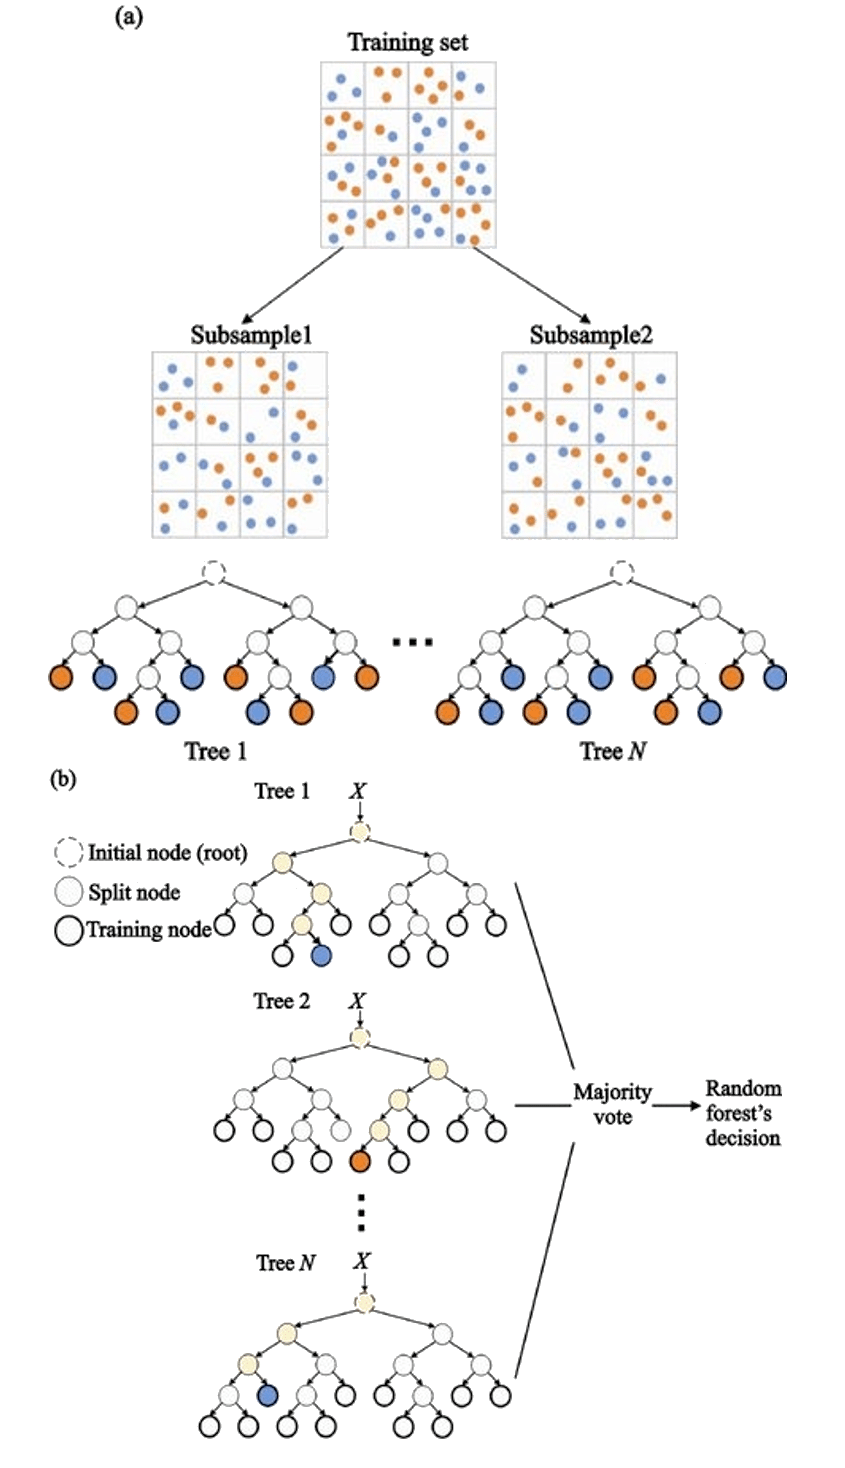 (a)
Training set
Subsample1
Subsample2
...
Tree 1
Tree N
(b)
Tree 1
X
Initial node (root)
Split node
Training node
Tree 2
X
Majority
vote
Random
forest's
decision
Tree N
X